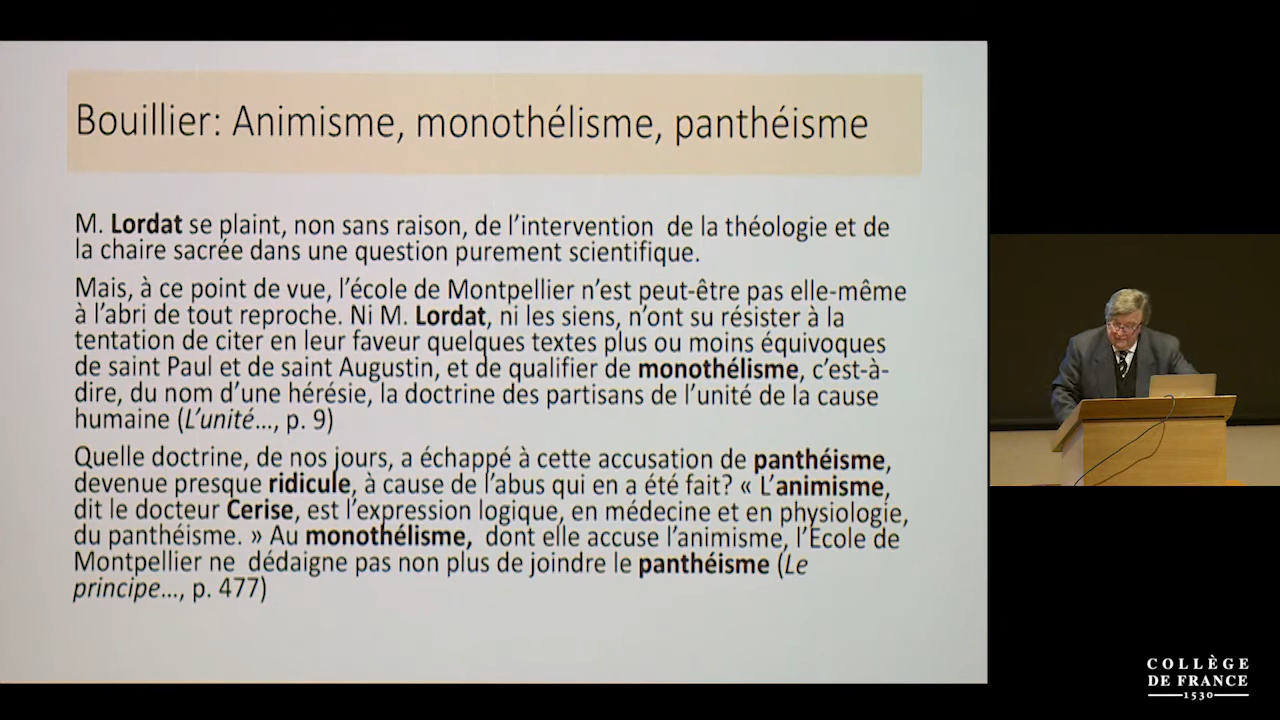 Bouillier: Animisme, monothélisme, panthéisme
M. Lordat se plaint, non sans raison, de l’intervention de la théologie et de
la chaire sacrée dans une question purement scientifique.
Mais, à ce point de vue, l’école de Montpellier n’est peut-être pas elle-même
à l’abri de tout reproche. Ni M. Lordat, ni les siens, n’ont su résister à la
tentation de citer en leur faveur quelques textes plus ou moins équivoques
de saint Paul et de saint Augustin, et de qualifier de monothélisme, c’est-à-
dire, du nom d’une hérésie, la doctrine des partisans de l’unité de la cause
humaine (L’unité…, p. 9)
Quelle doctrine, de nos jours, a échappé à cette accusation de panthéisme,
devenue presque ridicule, à cause de l’abus qui en a été fait? « L’animisme,
dit le docteur Cerise, est l’expression logique, en médecine et en physiologie,
du panthéisme. » Au monothélisme, dont elle accuse l’animisme, l’Ecole de
Montpellier ne dédaigne pas non plus de joindre le panthéisme (Le
principe…, p. 477)
COLLÈGE
DE FRANCE
1530